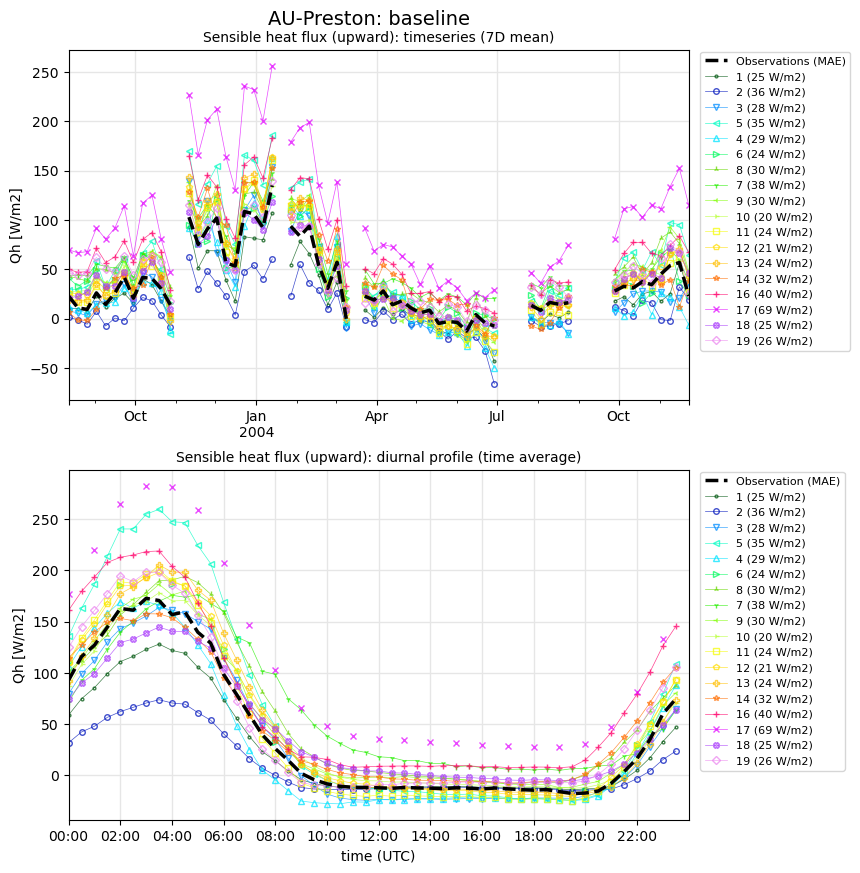 AU-Preston: baseline
Sensible heat flux (upward): timeseries (7D mean)
Qh [W/m2]
250
200
150
100
50
0
−50
Oct
Jan
2004
Apr
Jul
Oct
Observations (MAE)
1 (25 W/m2)
2 (36 W/m2)
3 (28 W/m2)
5 (35 W/m2)
4 (29 W/m2)
6 (24 W/m2)
8 (30 W/m2)
7 (38 W/m2)
9 (30 W/m2)
10 (20 W/m2)
11 (24 W/m2)
12 (21 W/m2)
13 (24 W/m2)
14 (32 W/m2)
16 (40 W/m2)
17 (69 W/m2)
18 (25 W/m2)
19 (26 W/m2)
Sensible heat flux (upward): diurnal profile (time average)
Qh [W/m2]
250
200
150
100
50
0
00:00
02:00
04:00
06:00
08:00
10:00
12:00
14:00
16:00
18:00
20:00
22:00
time (UTC)
Observation (MAE)
1 (25 W/m2)
2 (36 W/m2)
3 (28 W/m2)
5 (35 W/m2)
4 (29 W/m2)
6 (24 W/m2)
8 (30 W/m2)
7 (38 W/m2)
9 (30 W/m2)
10 (20 W/m2)
11 (24 W/m2)
12 (21 W/m2)
13 (24 W/m2)
14 (32 W/m2)
16 (40 W/m2)
17 (69 W/m2)
18 (25 W/m2)
19 (26 W/m2)